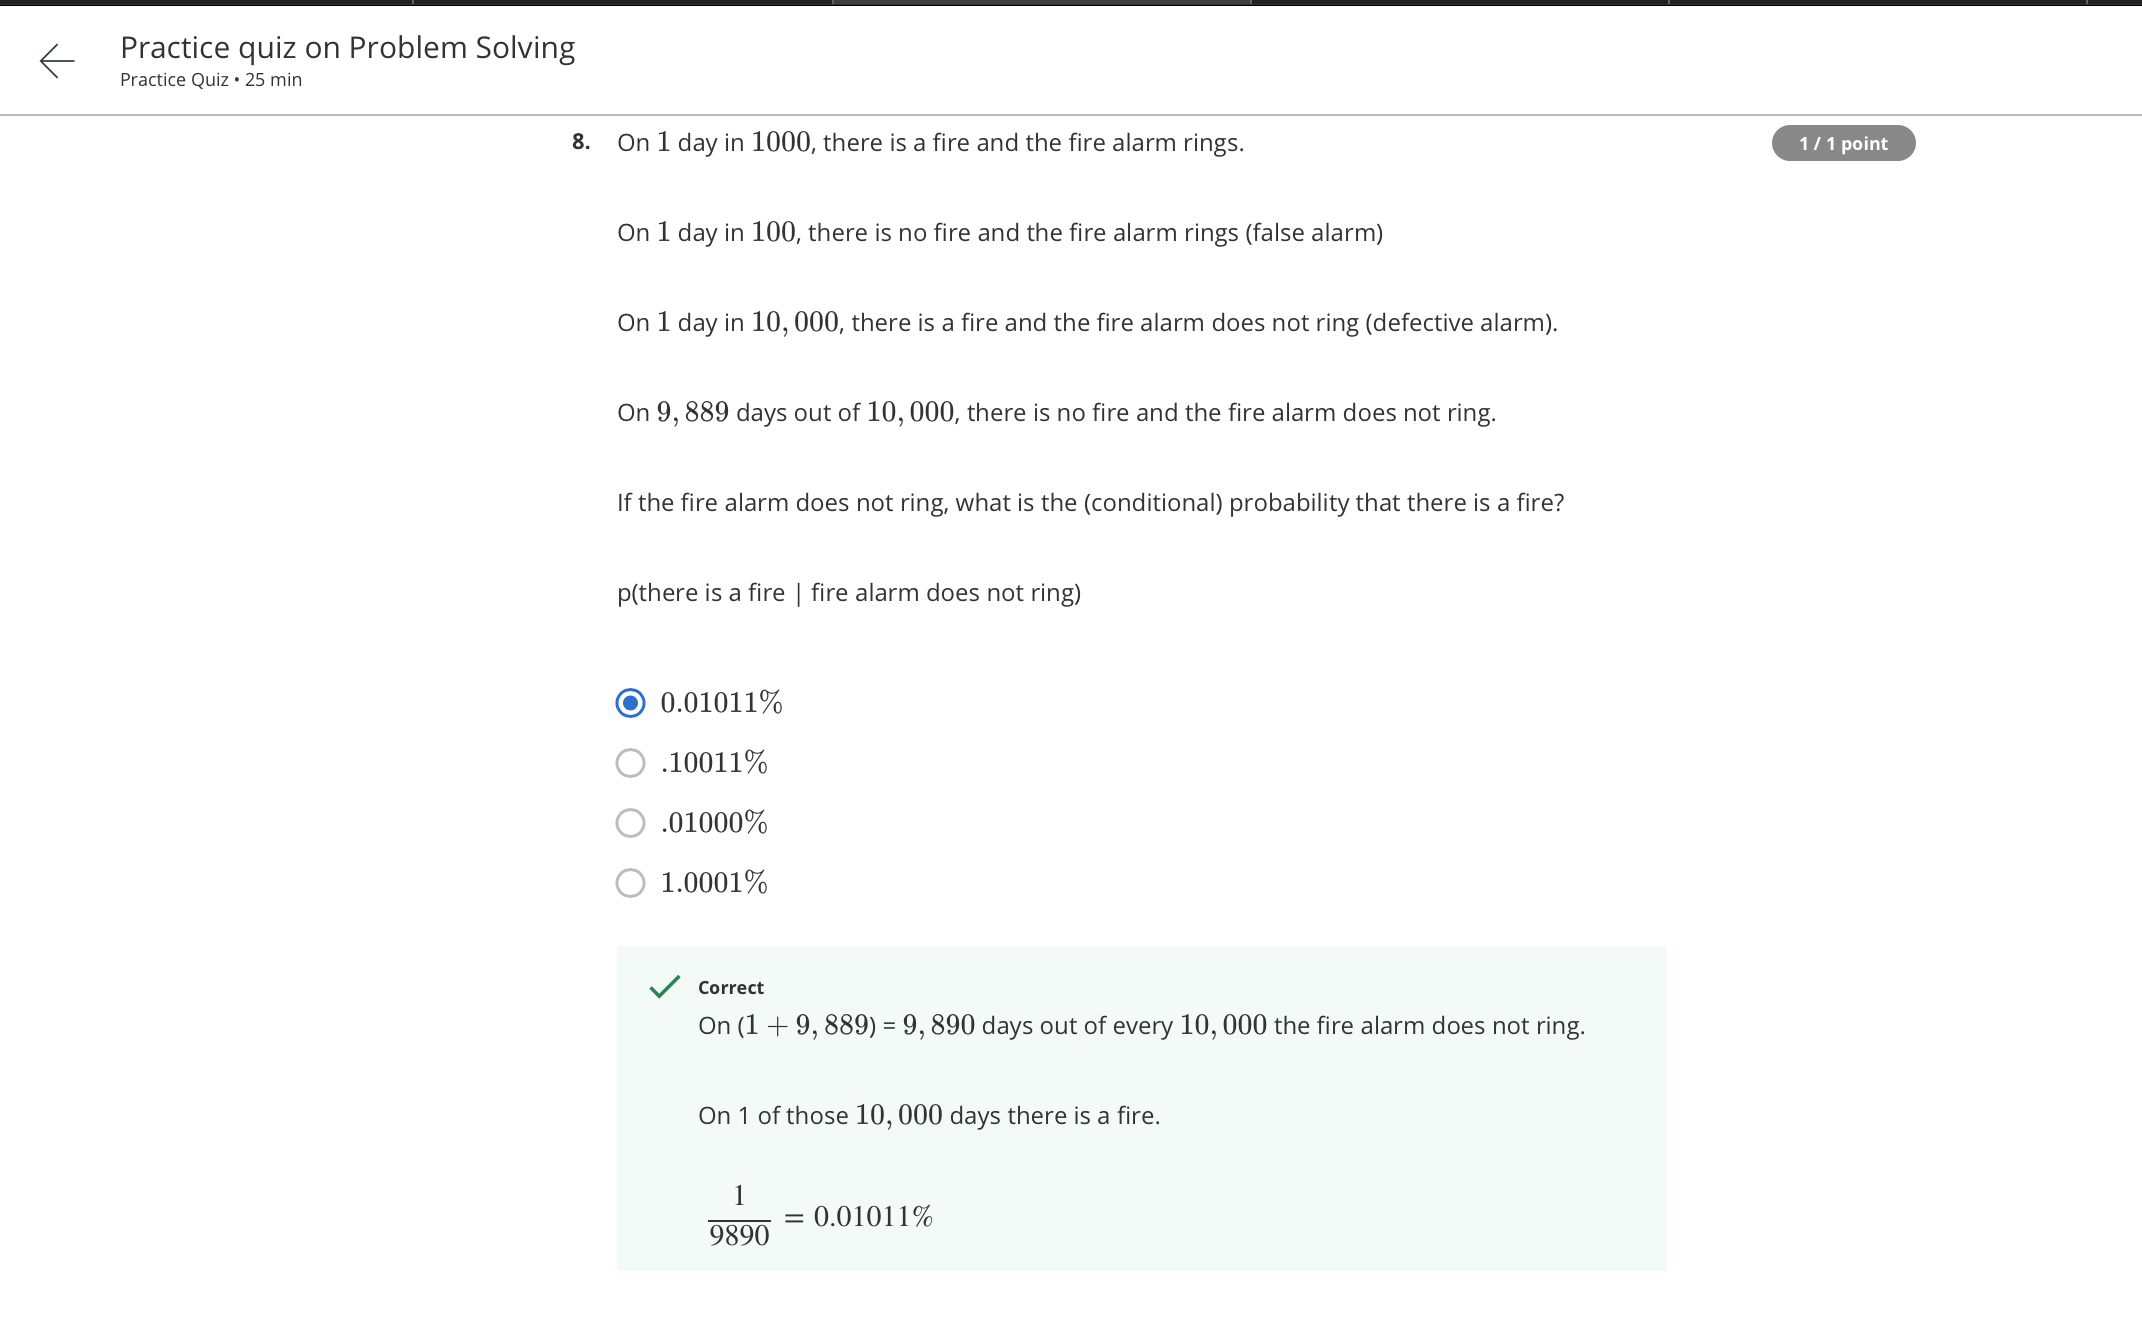 Practice quiz on Problem Solving
Practice Quiz • 25 min
8. On 1 day in 1000, there is a fire and the fire alarm rings.
1 / 1 point
On 1 day in 100, there is no fire and the fire alarm rings (false alarm)
On 1 day in 10, 000, there is a fire and the fire alarm does not ring (defective alarm).
On 9, 889 days out of 10, 000, there is no fire and the fire alarm does not ring.
If the fire alarm does not ring, what is the (conditional) probability that there is a fire?
p(there is a fire | fire alarm does not ring)
0.01011%
.10011%
.01000%
1.0001%
Correct
On (1 + 9, 889) = 9, 890 days out of every 10, 000 the fire alarm does not ring.
On 1 of those 10, 000 days there is a fire.
1
9890
= 0.01011%